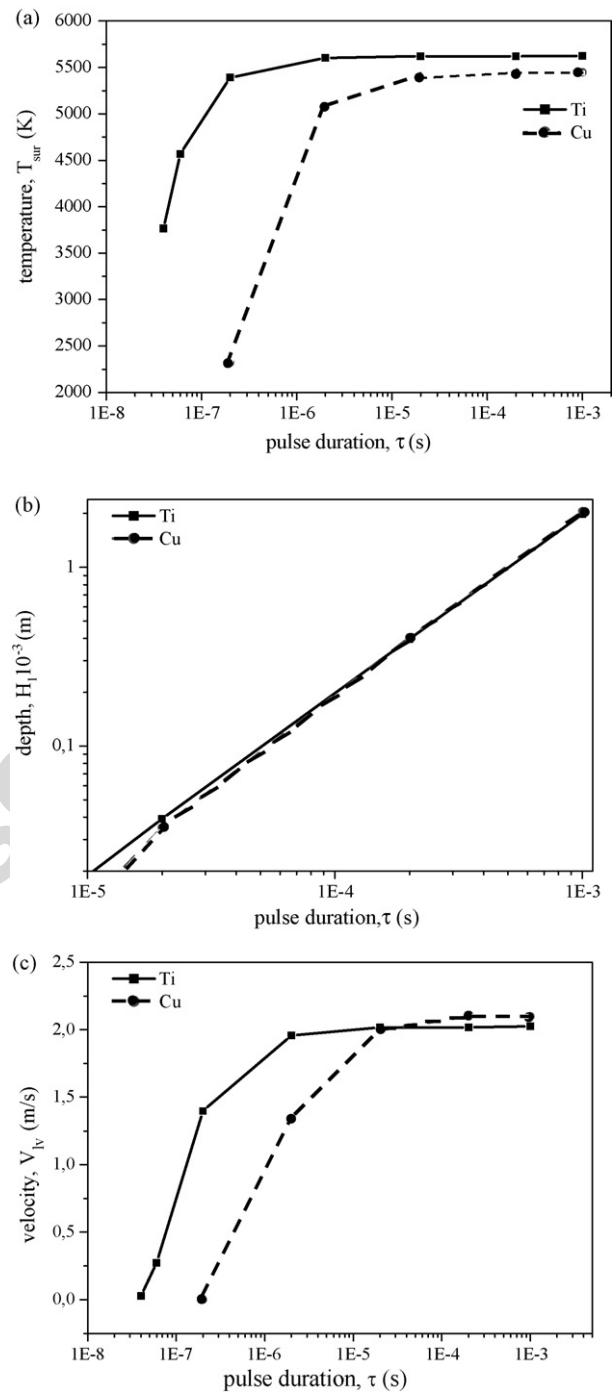 (a)
6000
5500
5000
4500
4000
3500
3000
2500
2000
temperature, T_sur (K)
Ti
Cu
1E-8 1E-7 1E-6 1E-5 1E-4 1E-3
pulse duration, τ (s)
(b)
Ti
Cu
1
0,1
depth, H_l 10⁻³ (m)
1E-5 1E-4 1E-3
pulse duration,τ (s)
(c)
2,5
2,0
1,5
1,0
0,5
0,0
velocity, V_lv (m/s)
Ti
Cu
1E-8 1E-7 1E-6 1E-5 1E-4 1E-3
pulse duration, τ (s)